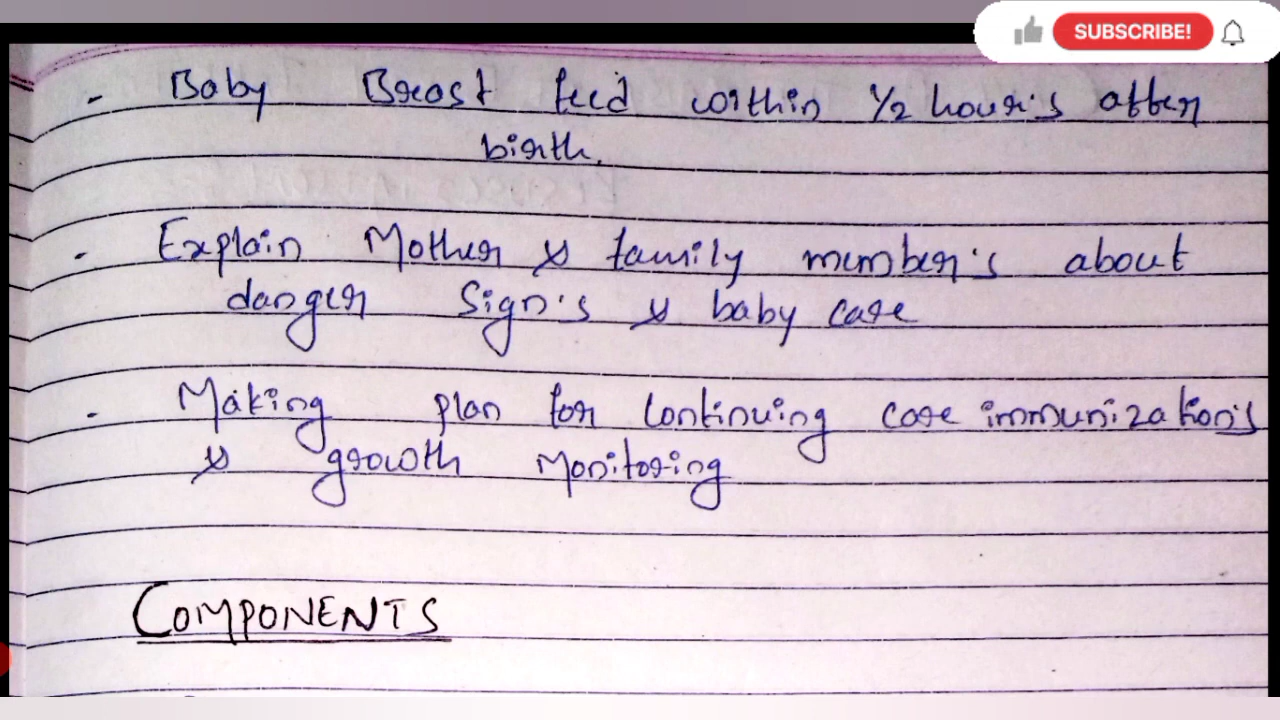 SUBSCRIBE!
- Baby Breast feed within 1/2 hour's after
birth.
- Explain Mother & family member's about
danger Sign's & baby care
- Making plan for continuing care immunization's
& growth Monitoring
COMPONENTS